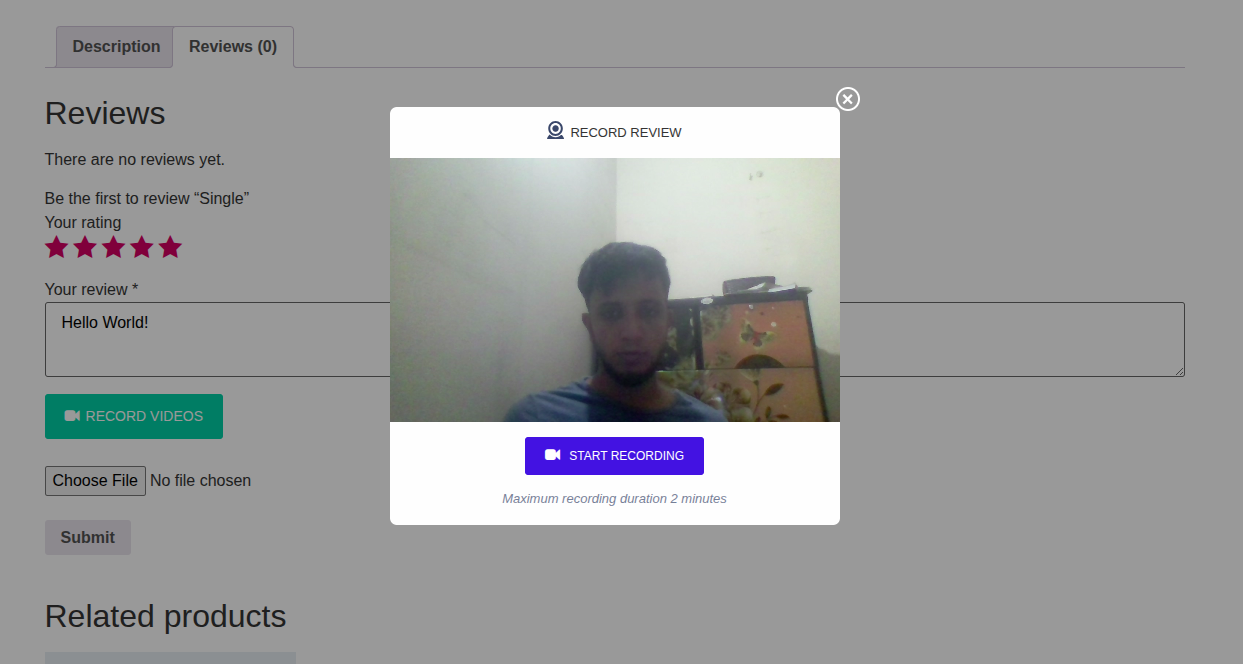 Description
Reviews (0)
Reviews
There are no reviews yet.
Be the first to review “Single”
Your rating
Your review *
Hello World!
RECORD VIDEOS
Choose File No file chosen
Submit
Related products
RECORD REVIEW
START RECORDING
Maximum recording duration 2 minutes